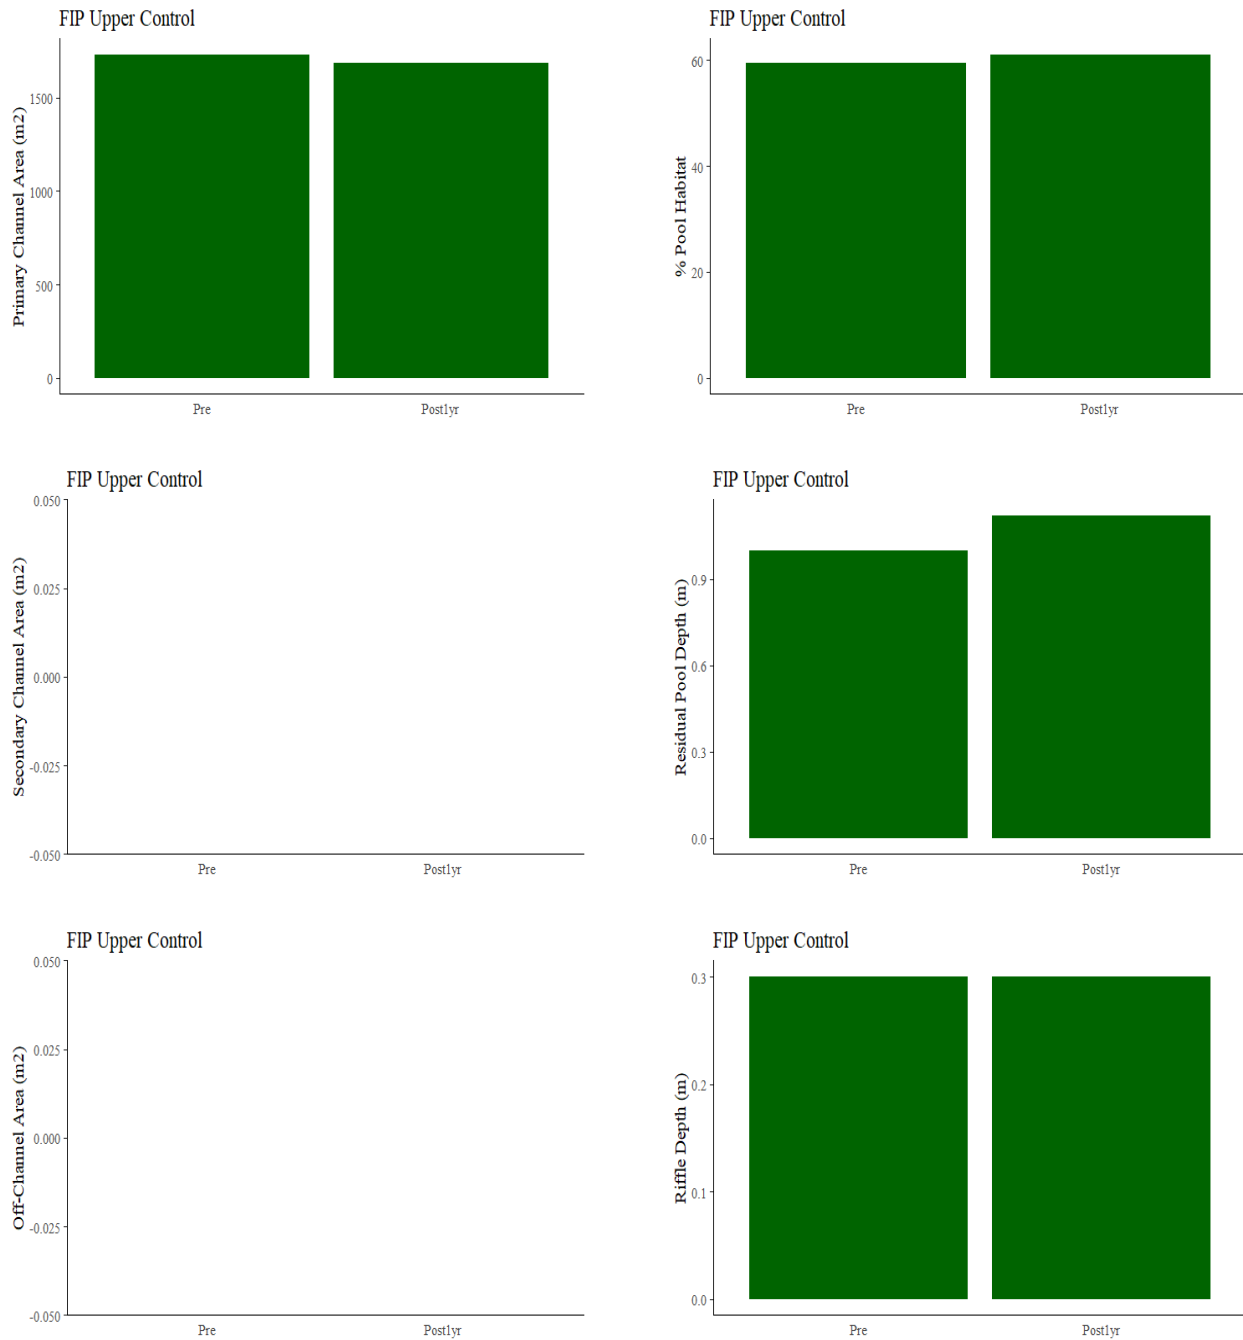 FIP Upper Control
Primary Channel Area (m2)
1500
1000
500
0
Pre Post1yr
FIP Upper Control
% Pool Habitat
60
40
20
0
Pre Post1yr
FIP Upper Control
Secondary Channel Area (m2)
0.050
0.025
0.000
-0.025
-0.050
Pre Post1yr
FIP Upper Control
Residual Pool Depth (m)
0.9
0.6
0.3
0.0
Pre Post1yr
FIP Upper Control
Off-Channel Area (m2)
0.050
0.025
0.000
-0.025
-0.050
Pre Post1yr
FIP Upper Control
Riffle Depth (m)
0.3
0.2
0.1
0.0
Pre Post1yr